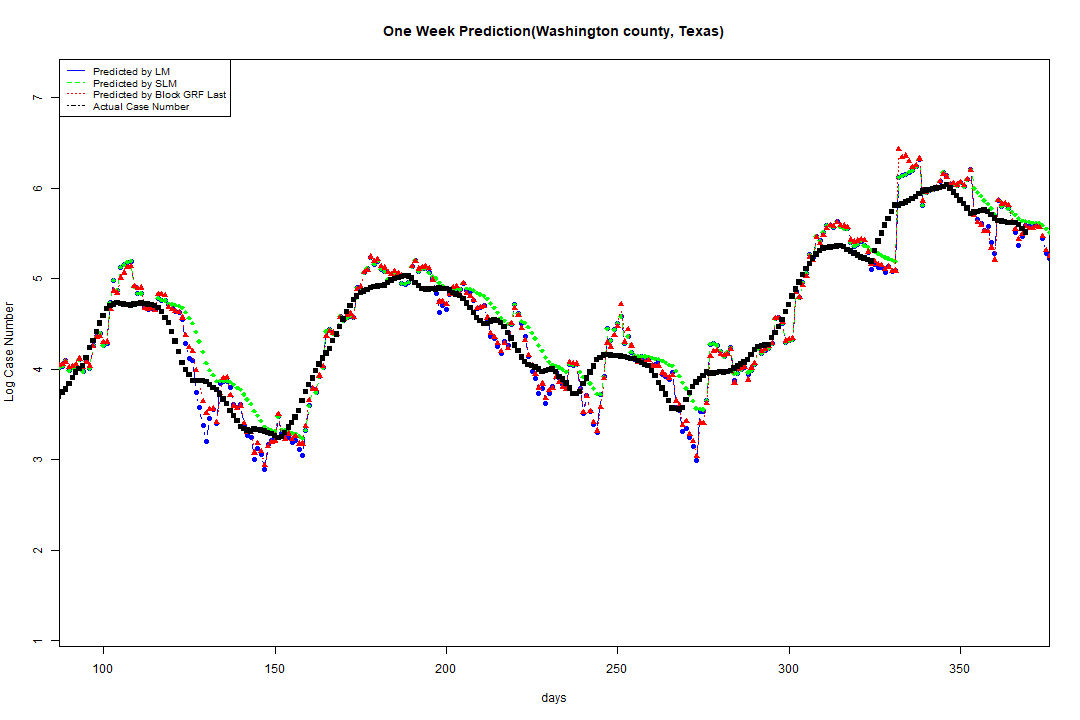 One Week Prediction(Washington county, Texas)
Predicted by LM
Predicted by SLM
Predicted by Block GRF Last
Actual Case Number
7
6
5
4
3
2
1
Log Case Number
100 150 200 250 300 350
days